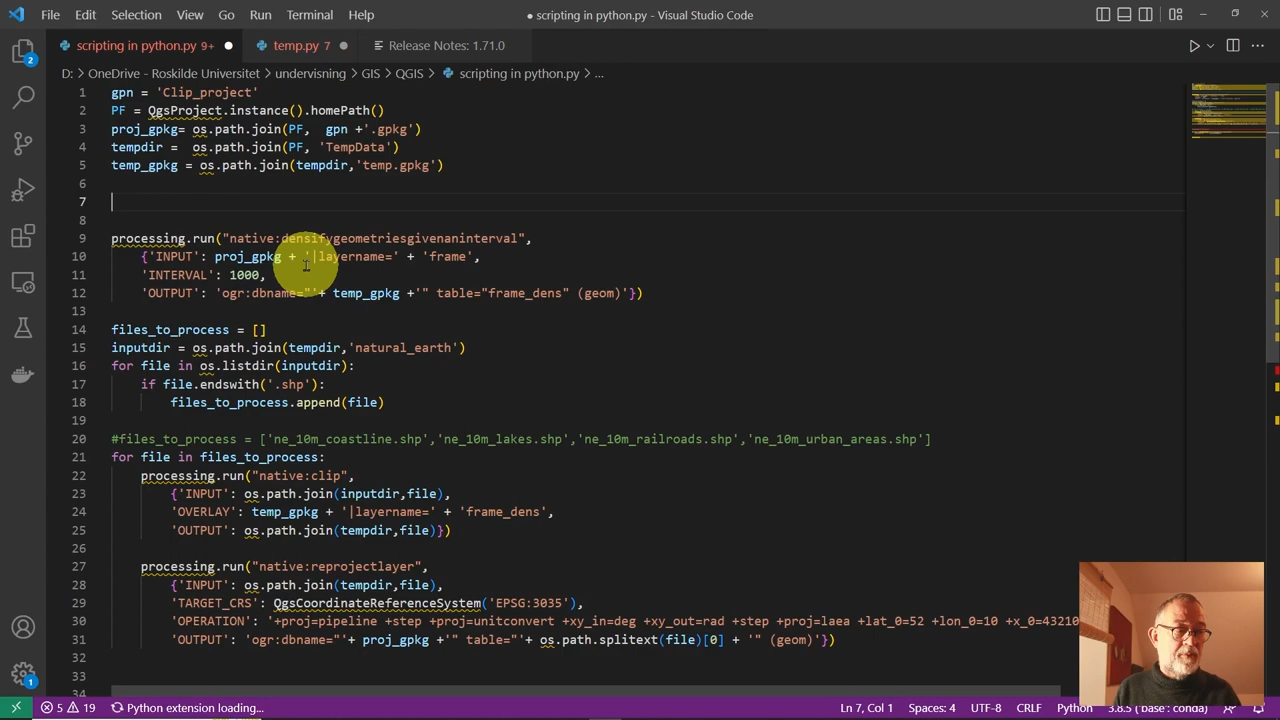 File Edit Selection View Go Run Terminal Help ● scripting in python.py - Visual Studio Code
scripting in python.py 9+ ● temp.py 7 ● Release Notes: 1.71.0
D: > OneDrive - Roskilde Universitet > undervisning > GIS > QGIS > scripting in python.py > ...
1 gpn = 'Clip_project'
2 PF = QgsProject.instance().homePath()
3 proj_gpkg= os.path.join(PF, gpn +'.gpkg')
4 tempdir = os.path.join(PF, 'TempData')
5 temp_gpkg = os.path.join(tempdir,'temp.gpkg')
6
7
8
9 processing.run("native:densifygeometriesgivenaninterval",
10 {'INPUT': proj_gpkg + '|layername=' + 'frame',
11 'INTERVAL': 1000,
12 'OUTPUT': 'ogr:dbname="'+ temp_gpkg +'" table="frame_dens" (geom)'})
13
14 files_to_process = []
15 inputdir = os.path.join(tempdir,'natural_earth')
16 for file in os.listdir(inputdir):
17 if file.endswith('.shp'):
18 files_to_process.append(file)
19
20 #files_to_process = ['ne_10m_coastline.shp','ne_10m_lakes.shp','ne_10m_railroads.shp','ne_10m_urban_areas.shp']
21 for file in files_to_process:
22 processing.run("native:clip",
23 {'INPUT': os.path.join(inputdir,file),
24 'OVERLAY': temp_gpkg + '|layername=' + 'frame_dens',
25 'OUTPUT': os.path.join(tempdir,file)})
26
27 processing.run("native:reprojectlayer",
28 {'INPUT': os.path.join(tempdir,file),
29 'TARGET_CRS': QgsCoordinateReferenceSystem('EPSG:3035'),
30 'OPERATION': '+proj=pipeline +step +proj=unitconvert +xy_in=deg +xy_out=rad +step +proj=laea +lat_0=52 +lon_0=10 +x_0=43210
31 'OUTPUT': 'ogr:dbname="'+ proj_gpkg +'" table="'+ os.path.splitext(file)[0] + '" (geom)'})
32
33
34
2
1
5 19 Python extension loading... Ln 7, Col 1 Spaces: 4 UTF-8 CRLF Python 3.8.5 ('base': conda)